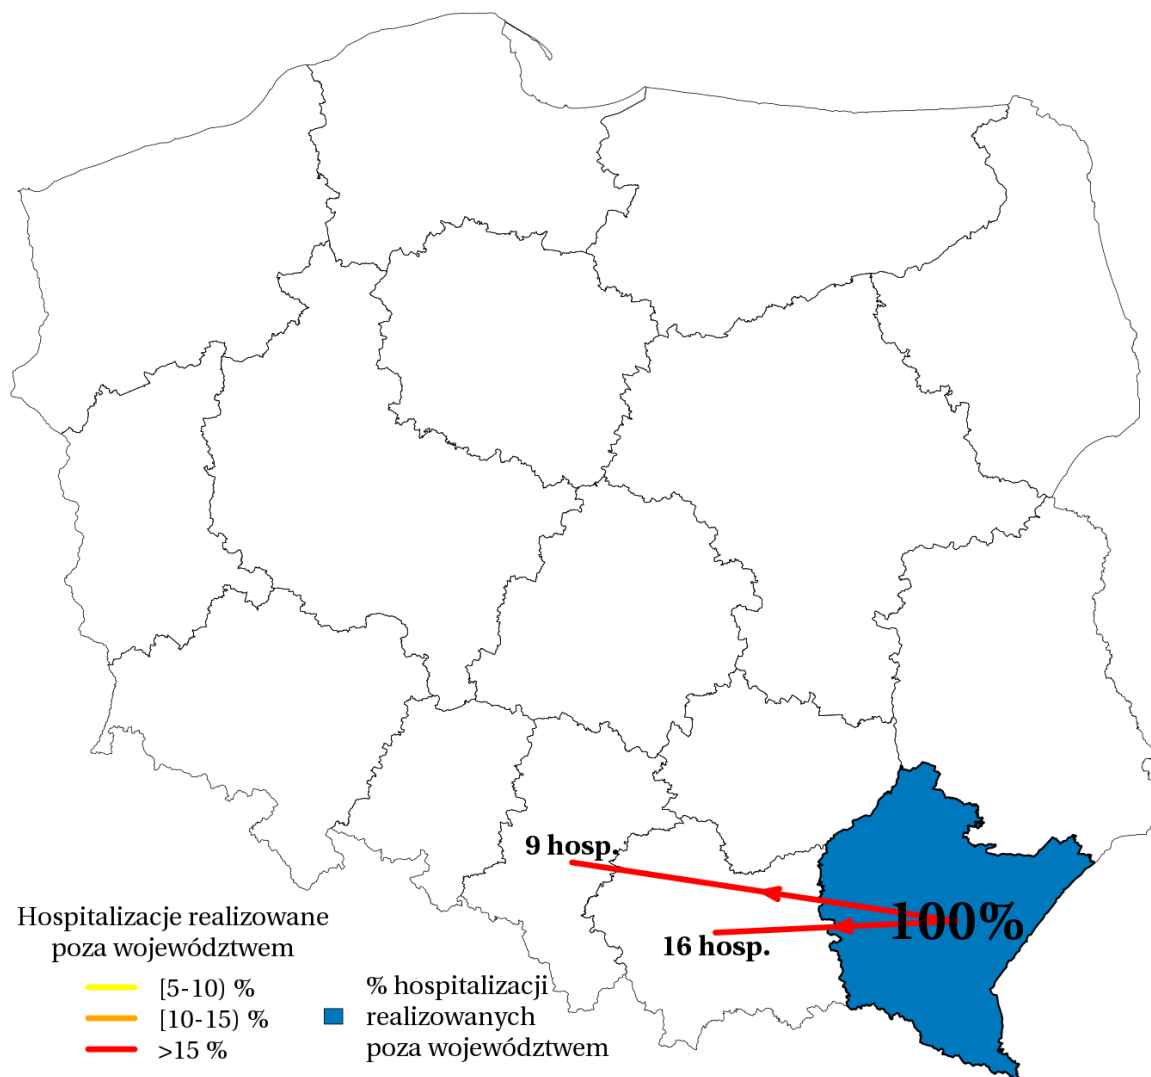 9 hosp.
100%
16 hosp.
Hospitalizacje realizowane
poza województwem
[5-10) %
[10-15) %
>15 %
% hospitalizacji
realizowanych
poza województwem